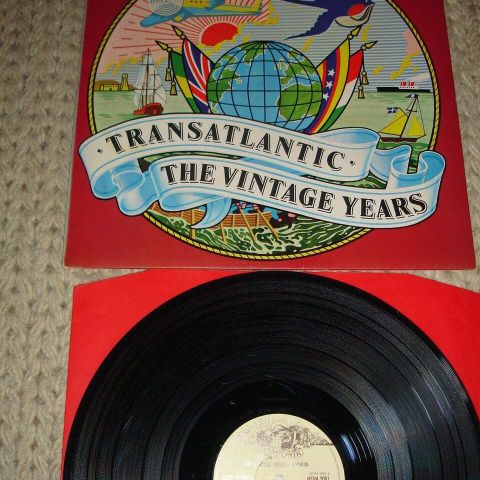 · TRANSATLANTIC ·
THE VINTAGE YEARS